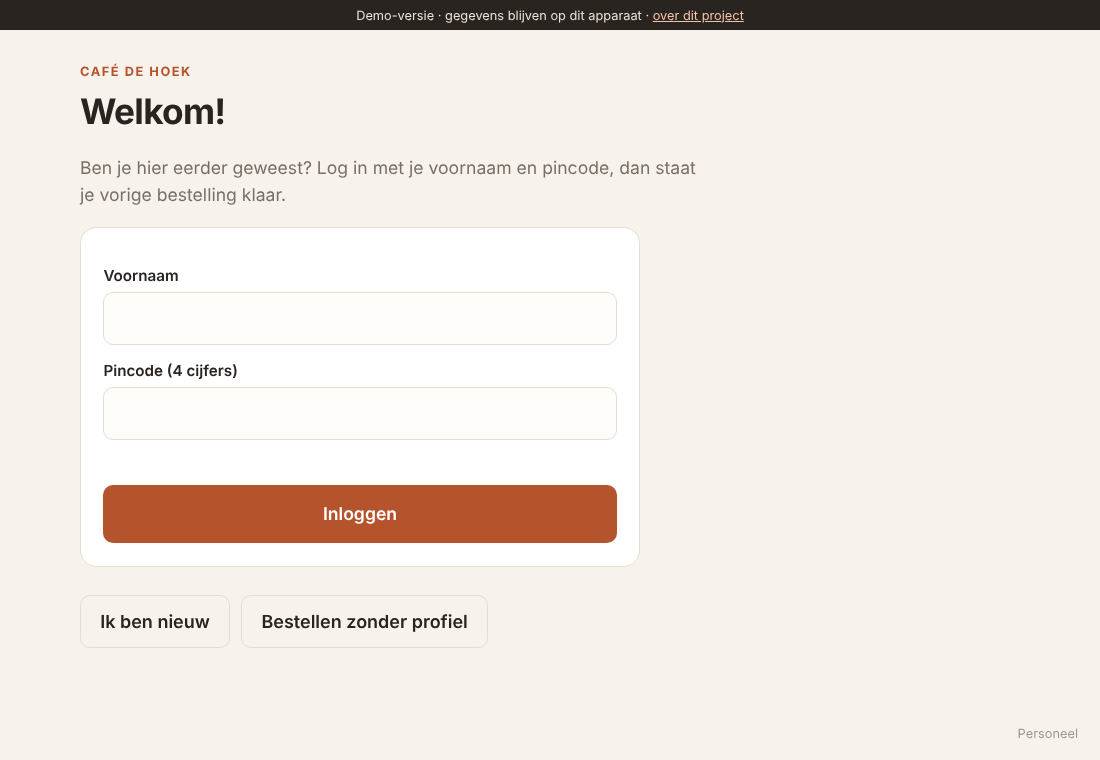 Demo-versie · gegevens blijven op dit apparaat · over dit project
CAFÉ DE HOEK
Welkom!
Ben je hier eerder geweest? Log in met je voornaam en pincode, dan staat
je vorige bestelling klaar.
Voornaam
Pincode (4 cijfers)
Inloggen
Ik ben nieuw
Bestellen zonder profiel
Personeel